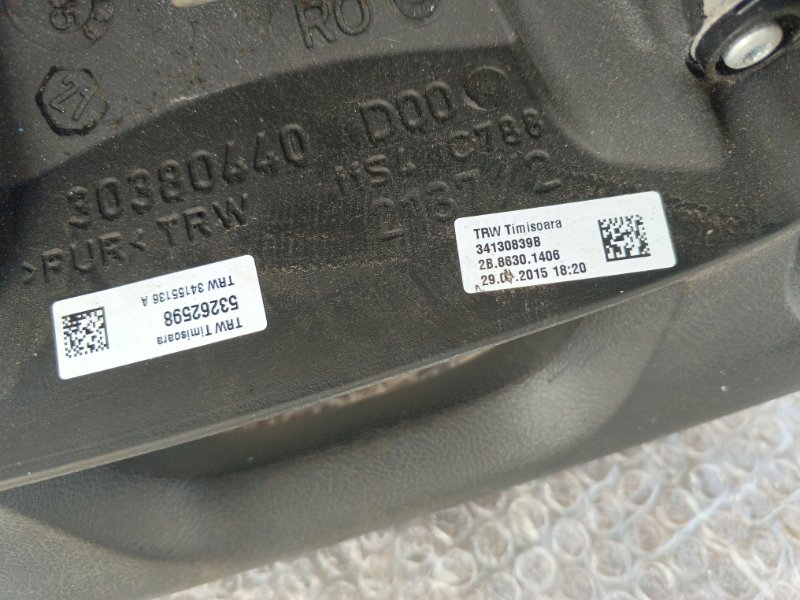 RO
21
30380440 D00
>PUR< TRW
TRW Timisoara
34130839B
2B.8630.1406
.2015 18:20
TRW Timisoara
53262598
TRW 34155136 A